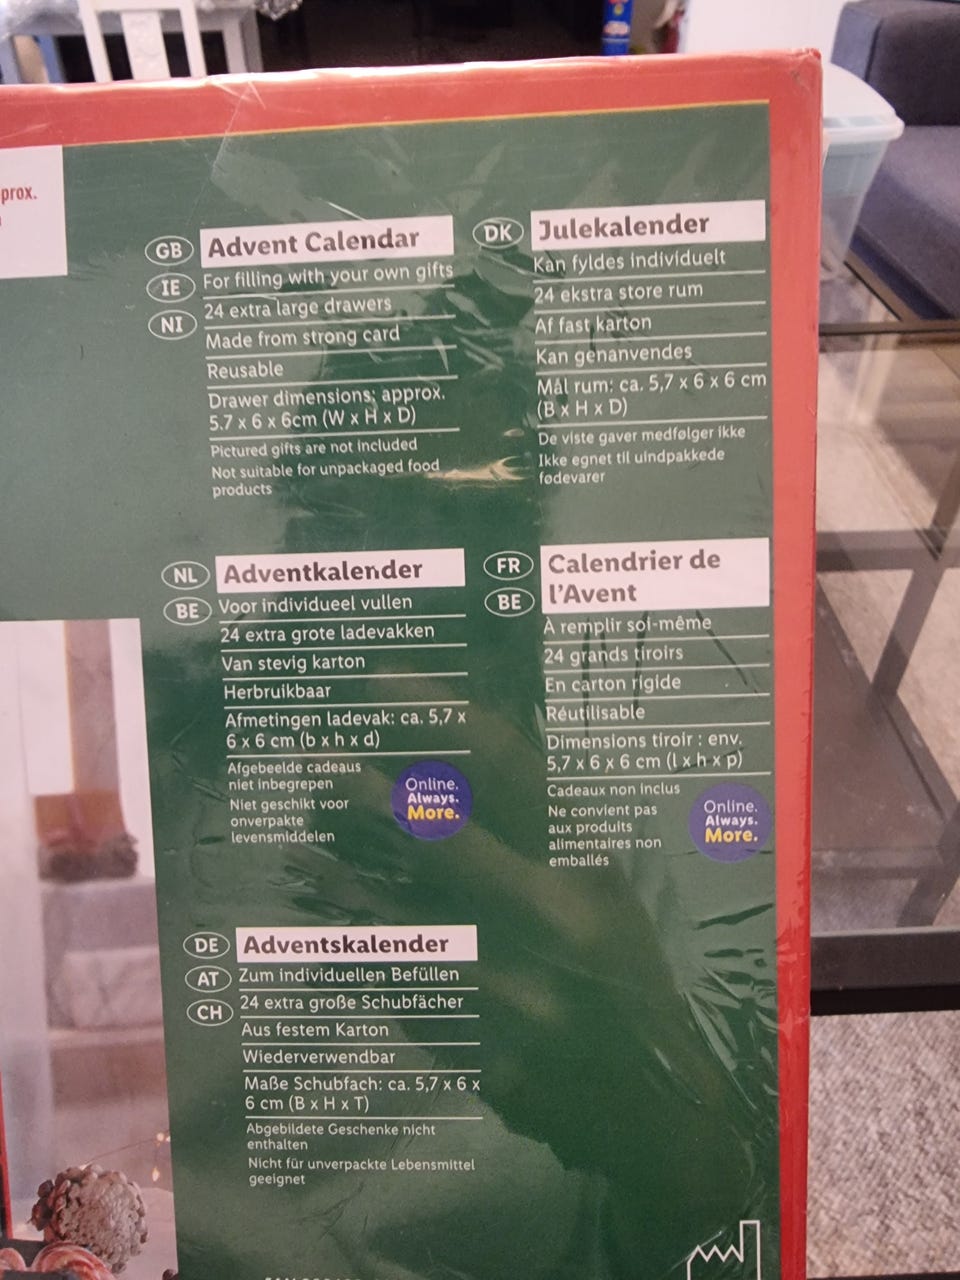 prox.
GB
IE
NI
Advent Calendar
For filling with your own gifts
24 extra large drawers
Made from strong card
Reusable
Drawer dimensions: approx.
5.7 x 6 x 6cm (W x H x D)
Pictured gifts are not included
Not suitable for unpackaged food
products
DK
Julekalender
Kan fyldes individuelt
24 ekstra store rum
Af fast karton
Kan genanvendes
Mål rum: ca. 5,7 x 6 x 6 cm
(B x H x D)
De viste gaver medfølger ikke
Ikke egnet til uindpakkede
fødevarer
NL
BE
Adventkalender
Voor individueel vullen
24 extra grote ladevakken
Van stevig karton
Herbruikbaar
Afmetingen ladevak: ca. 5,7 x
6 x 6 cm (b x h x d)
Afgebeelde cadeaus
niet inbegrepen
Niet geschikt voor
onverpakte
levensmiddelen
Online.
Always.
More.
FR
BE
Calendrier de
l'Avent
À remplir soi-même
24 grands tiroirs
En carton rigide
Réutilisable
Dimensions tiroir : env.
5,7 x 6 x 6 cm (l x h x p)
Cadeaux non inclus
Ne convient pas
aux produits
alimentaires non
emballés
Online.
Always.
More.
DE
AT
CH
Adventskalender
Zum individuellen Befüllen
24 extra große Schubfächer
Aus festem Karton
Wiederverwendbar
Maße Schubfach: ca. 5,7 x 6 x
6 cm (B x H x T)
Abgebildete Geschenke nicht
enthalten
Nicht für unverpackte Lebensmittel
geeignet